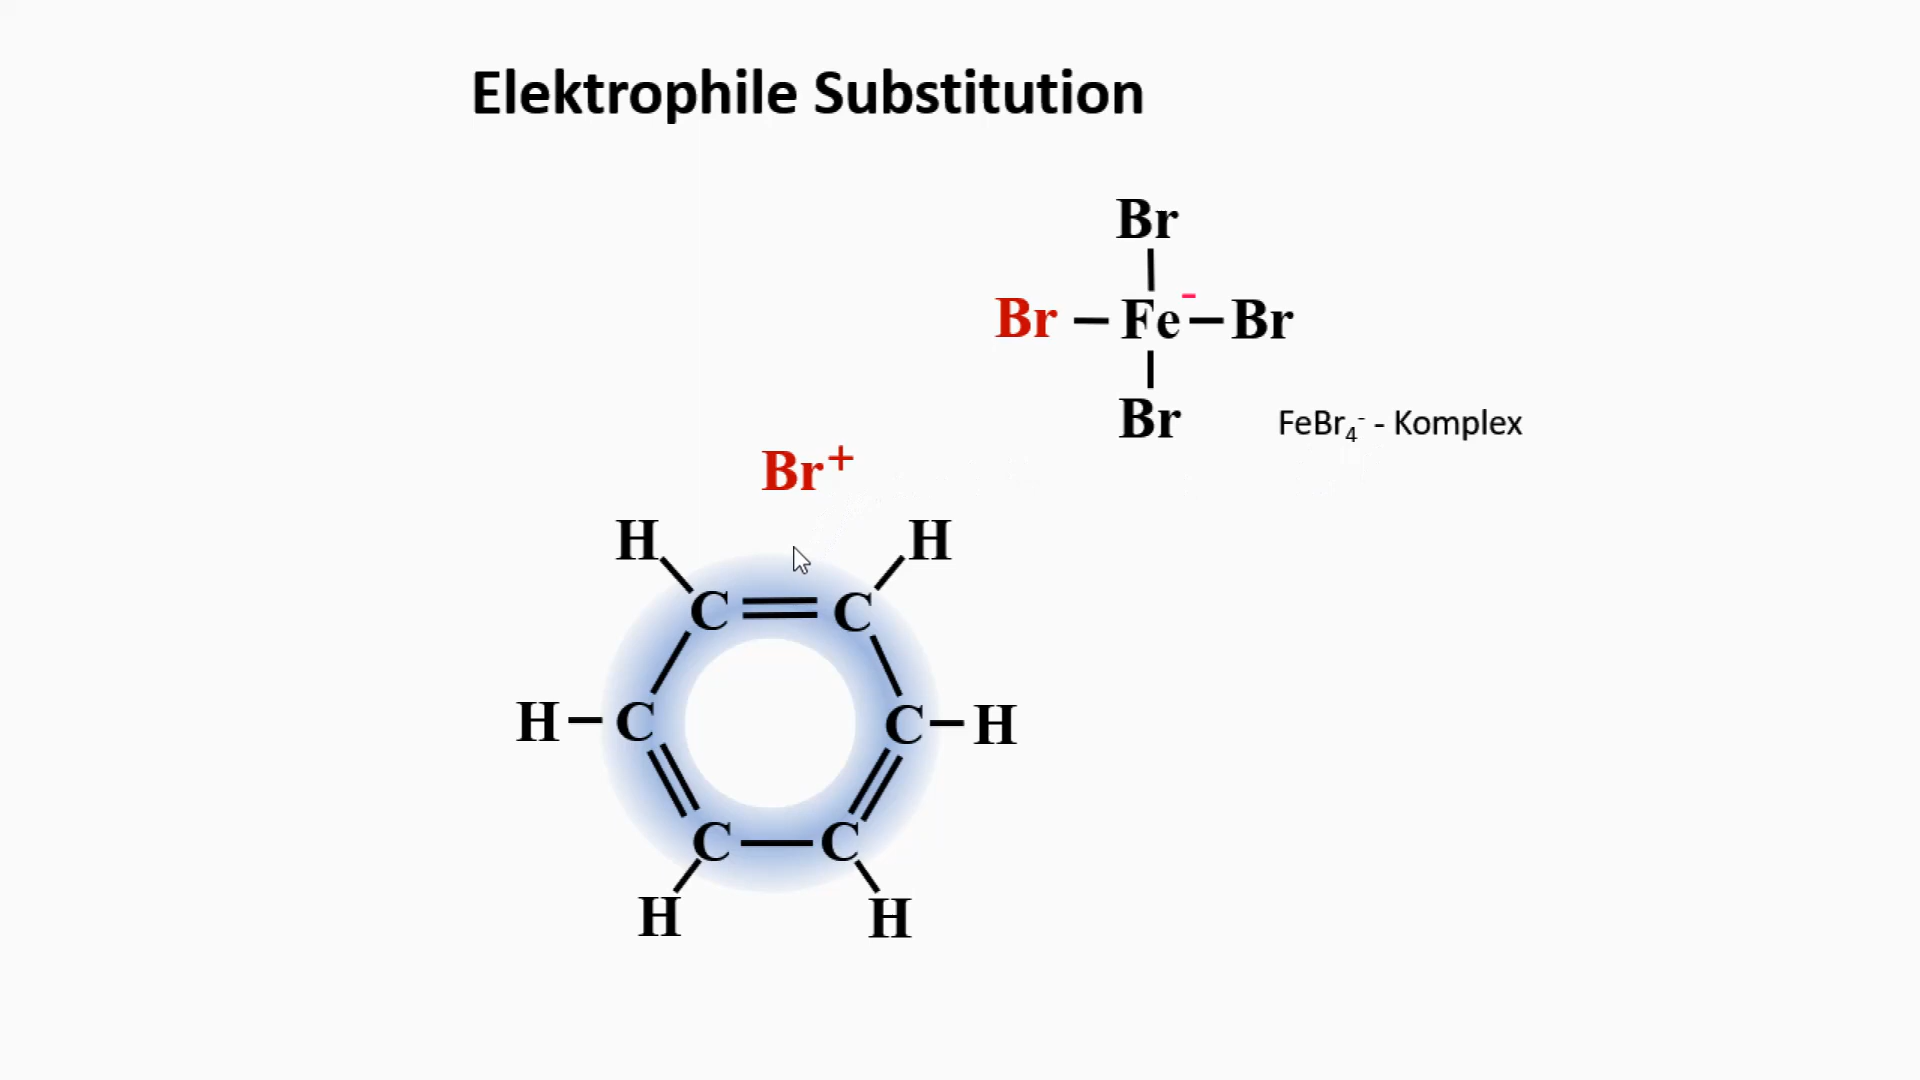 Elektrophile Substitution
Br
Br – Fe⁻ – Br
Br
FeBr₄⁻ - Komplex
Br⁺
H H
C C
H C C H
C C
H H